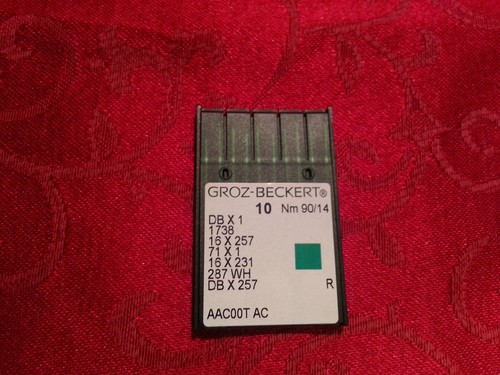 GROZ-BECKERT®
10 Nm 90/14
DB X 1
1738
16 X 257
71 X 1
16 X 231
287 WH
DB X 257
R
AAC00T AC